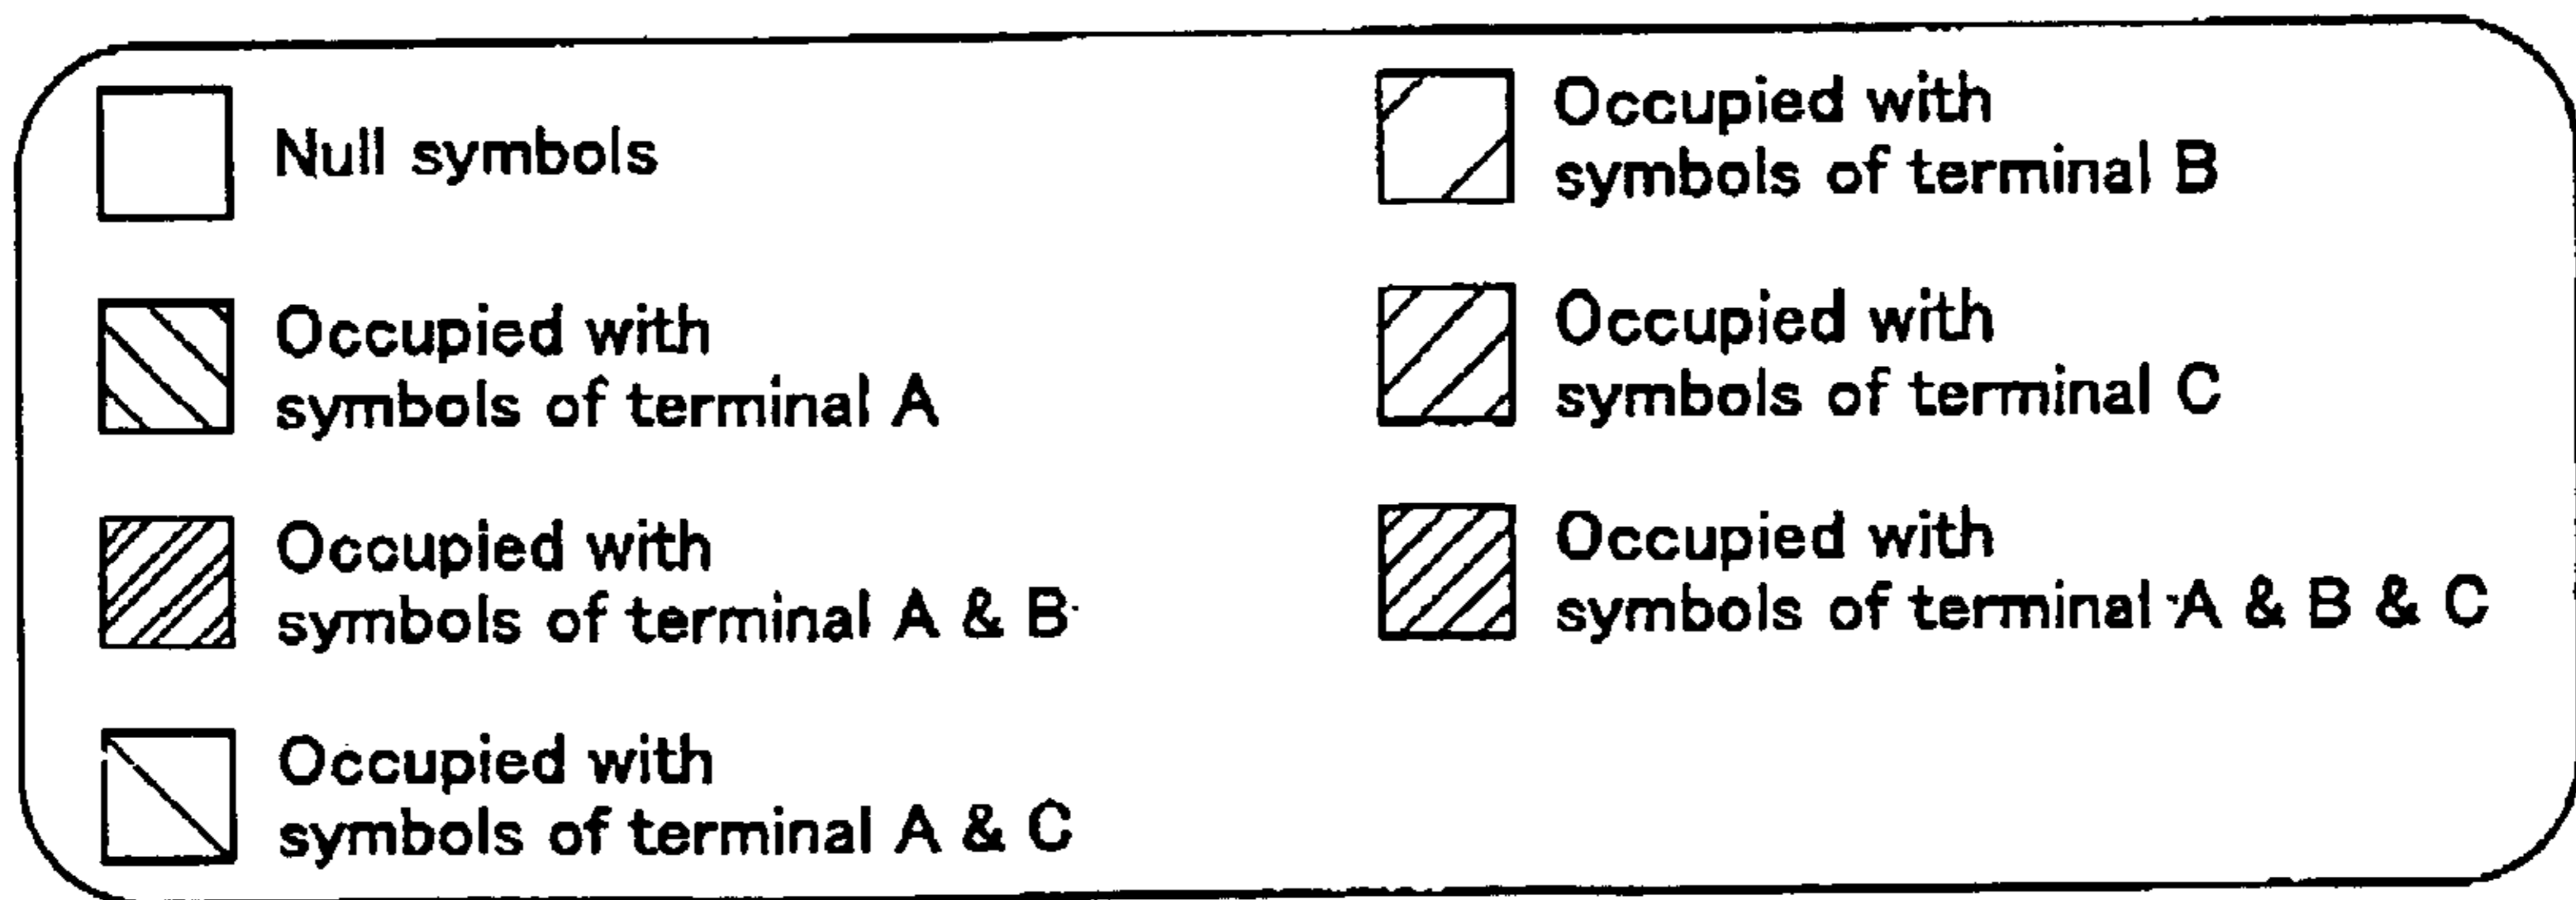 Null symbols
Occupied with
symbols of terminal A
Occupied with
symbols of terminal A & B
Occupied with
symbols of terminal A & C
Occupied with
symbols of terminal B
Occupied with
symbols of terminal C
Occupied with
symbols of terminal A & B & C